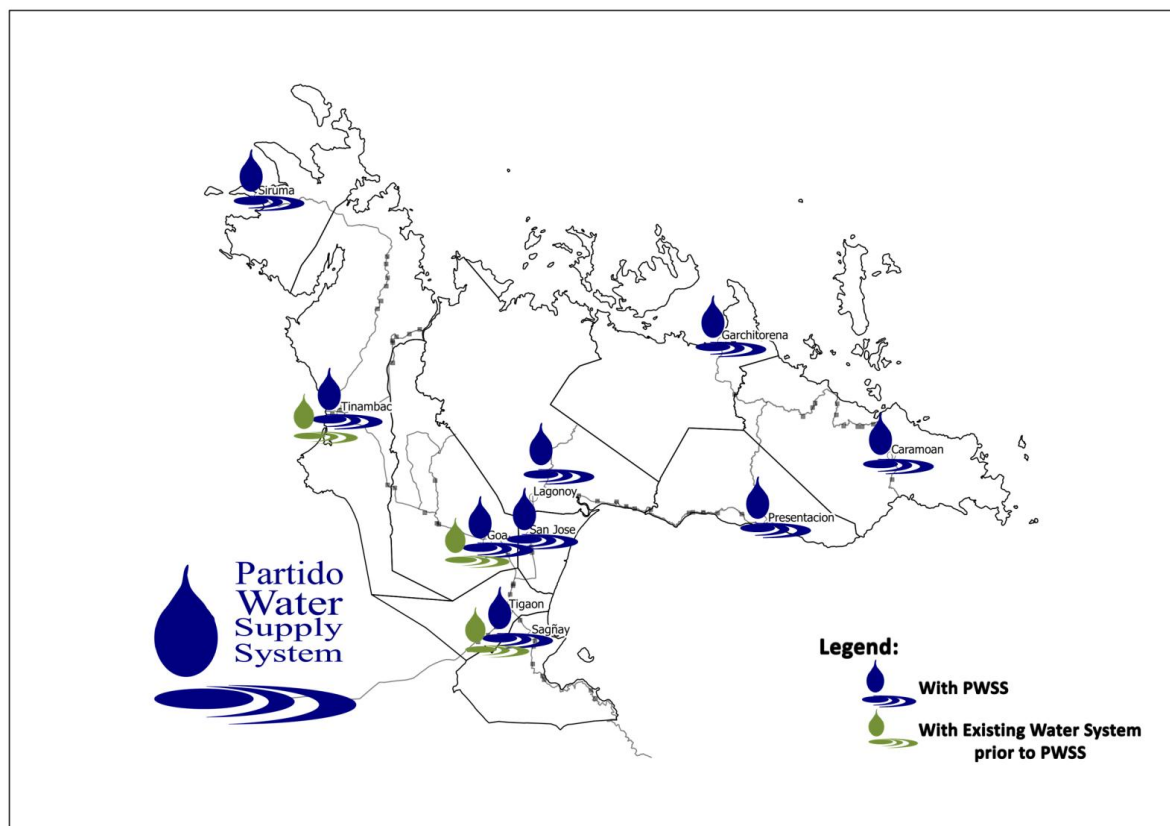 Siruma
Garchitorena
Tinambac
Caramoan
Lagonoy
Presentacion
Goa
San Jose
Partido
Water
Supply
System
Tigaon
Sagñay
Legend:
With PWSS
With Existing Water System
prior to PWSS